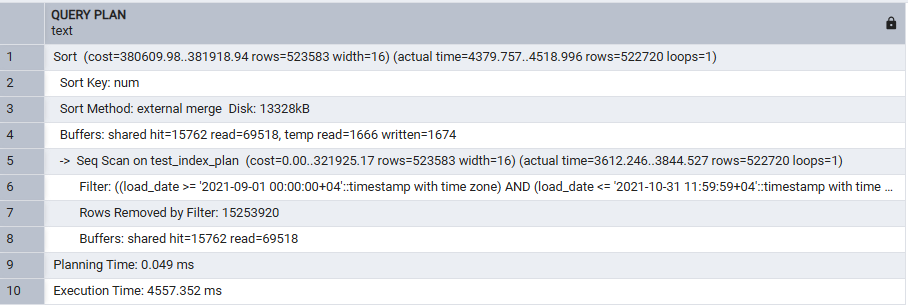 QUERY PLAN
text
1 Sort (cost=380609.98..381918.94 rows=523583 width=16) (actual time=4379.757..4518.996 rows=522720 loops=1)
2 Sort Key: num
3 Sort Method: external merge Disk: 13328kB
4 Buffers: shared hit=15762 read=69518, temp read=1666 written=1674
5 -> Seq Scan on test_index_plan (cost=0.00..321925.17 rows=523583 width=16) (actual time=3612.246..3844.527 rows=522720 loops=1)
6 Filter: ((load_date >= '2021-09-01 00:00:00+04'::timestamp with time zone) AND (load_date <= '2021-10-31 11:59:59+04'::timestamp with time ...
7 Rows Removed by Filter: 15253920
8 Buffers: shared hit=15762 read=69518
9 Planning Time: 0.049 ms
10 Execution Time: 4557.352 ms